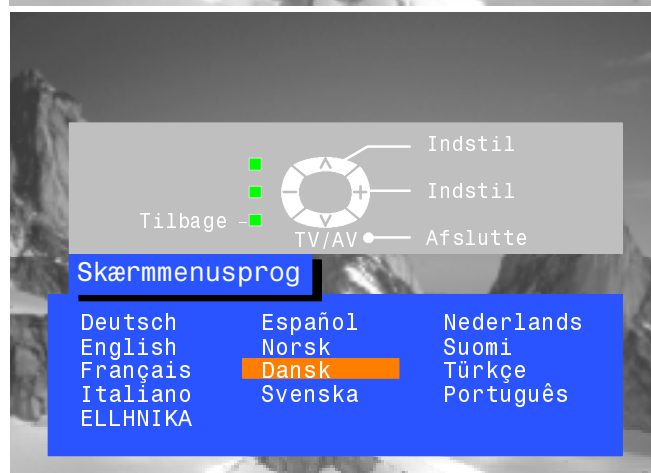 Indstil
Indstil
Tilbage
TV/AV Afslutte
Skærmmenusprog
Deutsch Español Nederlands
English Norsk Suomi
Français Dansk Türkçe
Italiano Svenska Português
ELLHNIKA